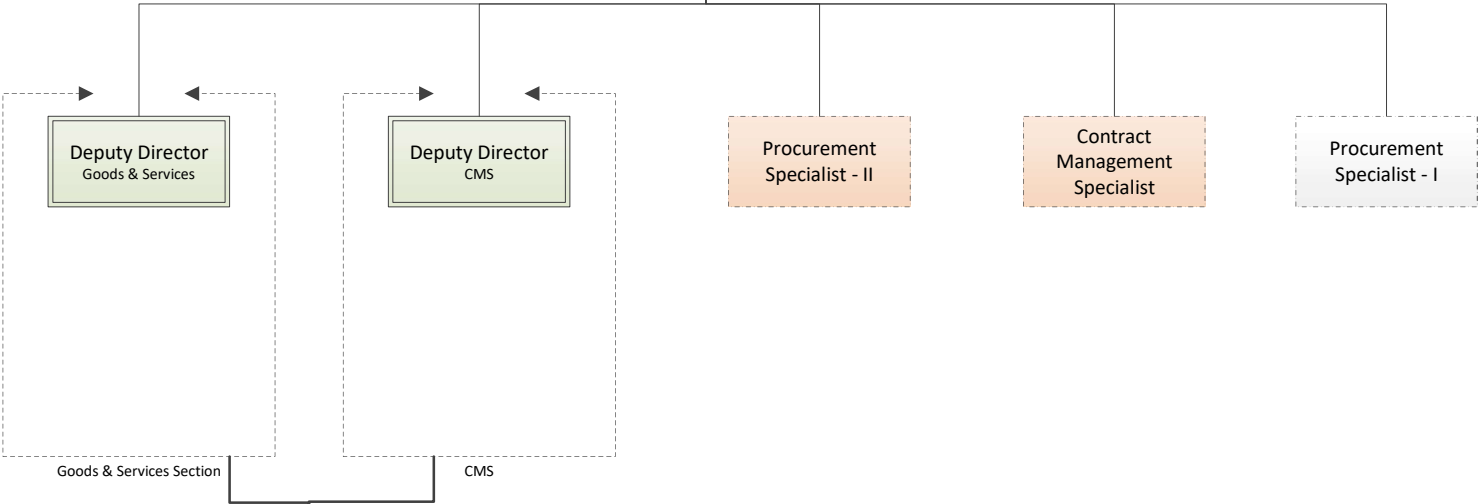 Deputy Director
Goods & Services
Deputy Director
CMS
Procurement
Specialist - II
Contract
Management
Specialist
Procurement
Specialist - I
Goods & Services Section
CMS